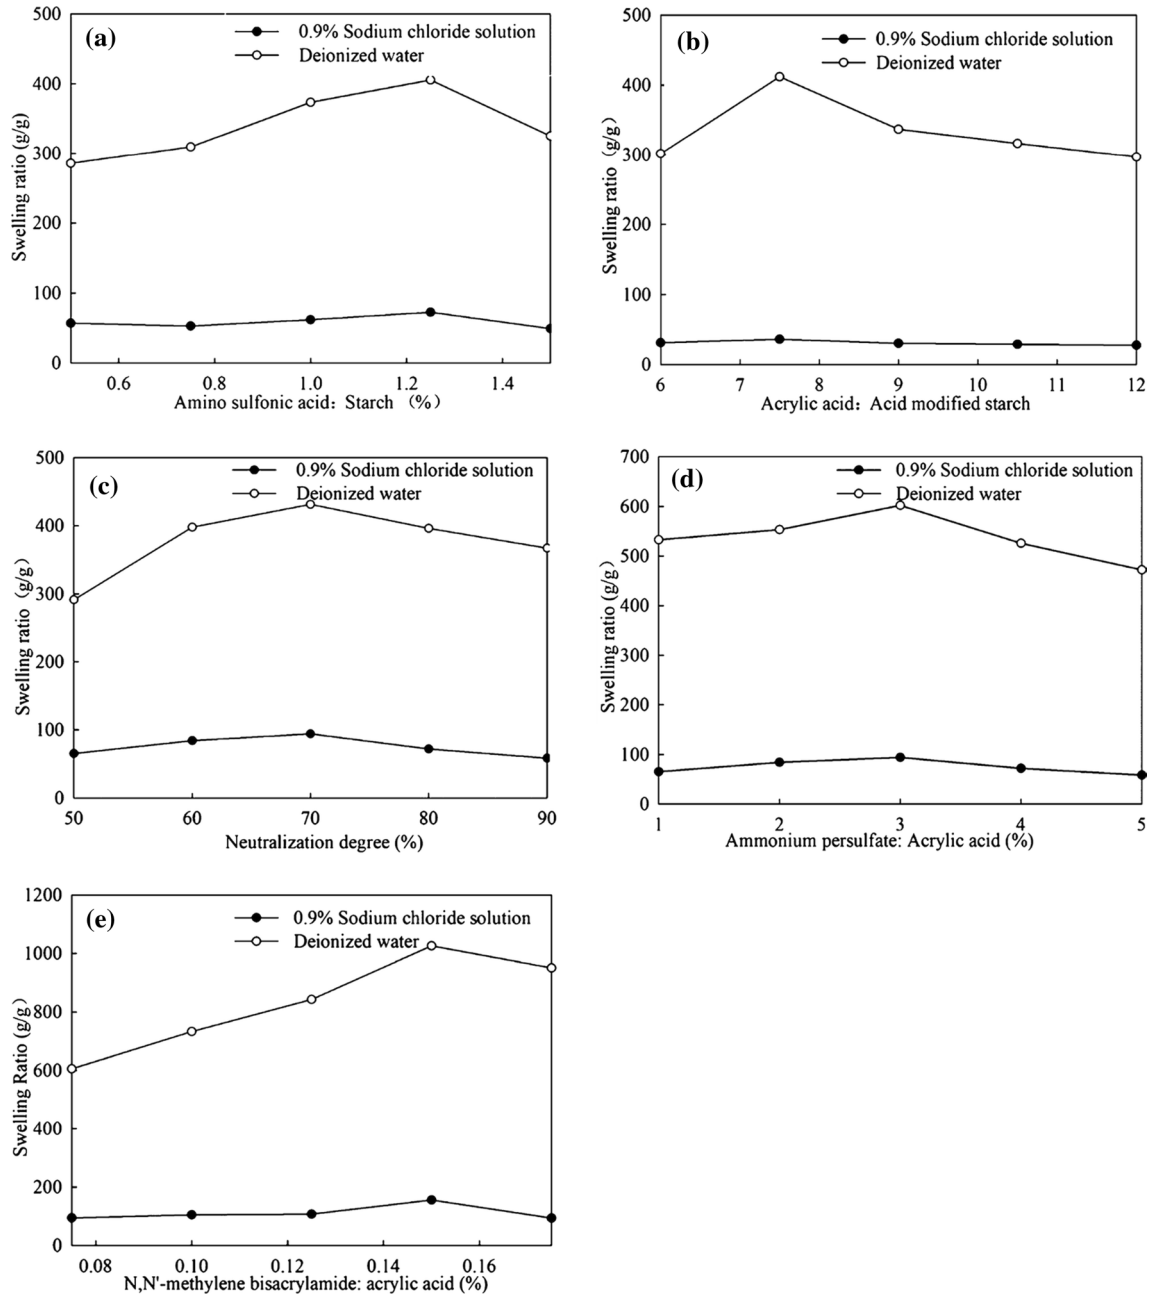 (a)
0.9% Sodium chloride solution
Deionized water
500
400
300
200
100
0
Swelling ratio (g/g)
0.6 0.8 1.0 1.2 1.4
Amino sulfonic acid: Starch (%)
(b)
0.9% Sodium chloride solution
Deionized water
500
400
300
200
100
0
Swelling ratio (g/g)
6 7 8 9 10 11 12
Acrylic acid: Acid modified starch
(c)
0.9% Sodium chloride solution
Deionized water
500
400
300
200
100
0
Swelling ratio (g/g)
50 60 70 80 90
Neutralization degree (%)
(d)
0.9% Sodium chloride solution
Deionized water
700
600
500
400
300
200
100
0
Swelling ratio (g/g)
1 2 3 4 5
Ammonium persulfate: Acrylic acid (%)
(e)
0.9% Sodium chloride solution
Deionized water
1200
1000
800
600
400
200
0
Swelling Ratio (g/g)
0.08 0.10 0.12 0.14 0.16
N,N'-methylene bisacrylamide: acrylic acid (%)